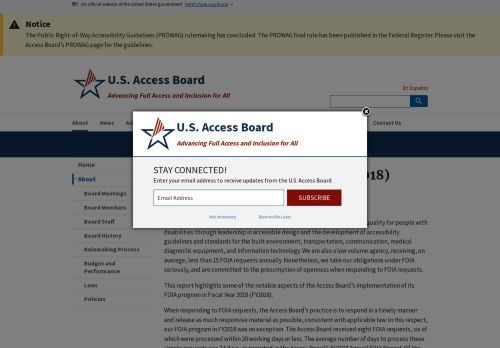 An official website of the United States government Here's how you know
Notice
The Public Right-of-Way Accessibility Guidelines (PROWAG) rulemaking has concluded. The PROWAG final rule has been published in the Federal Register. Please visit the
Access Board's PROWAG page for the guidelines.
U.S. Access Board
Advancing Full Access and Inclusion for All
En Español
About News
Contact Us
U.S. Access Board
Advancing Full Access and Inclusion for All
STAY CONNECTED!
Enter your email address to receive updates from the U.S. Access Board.
Email Address
SUBSCRIBE
Not Interested Remind Me Later
Home
About
Board Meetings
Board Members
Board Staff
Board History
Rulemaking Process
Budget and
Performance
Laws
Policies
2018)
quality for people with
disabilities through leadership in accessible design and the development of accessibility
guidelines and standards for the built environment, transportation, communication, medical
diagnostic equipment, and information technology. We are also a low volume agency, receiving, on
average, less than 15 FOIA requests annually. Nonetheless, we take our obligations under FOIA
seriously, and are committed to the presumption of openness when responding to FOIA requests.
This report highlights some of the notable aspects of the Access Board's implementation of its
FOIA program in Fiscal Year 2018 (FY2018).
When responding to FOIA requests, the Access Board's practice is to respond in a timely manner
and release as much responsive material as possible, consistent with applicable law. In this respect,
our FOIA program in FY2018 was no exception. The Access Board received eight FOIA requests, six of
which were processed within 20 working days or less. The average number of days to process these